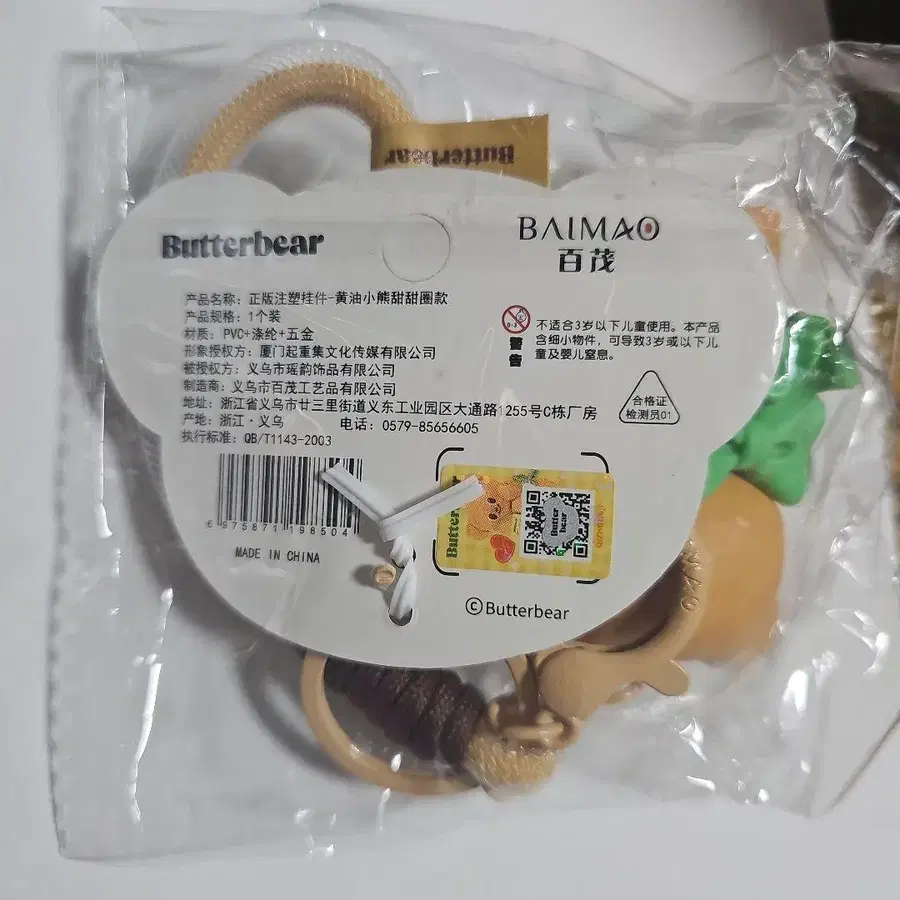 Butterbear
Butterbear
BAIMAO
百茂
产品名称：正版注塑挂件-黄油小熊甜甜圈款
产品规格：1个装
材质：PVC+涤纶+五金
形象授权方：厦门起重集文化传媒有限公司
被授权方：义乌市瑶韵饰品有限公司
制造商：义乌市百茂工艺品有限公司
地址：浙江省义乌市廿三里街道义东工业园区大通路1255号C栋厂房
产地：浙江·义乌 电话：0579-85656605
执行标准：QB/T1143-2003
0-3
警告
不适合3岁以下儿童使用。本产品
含细小物件，可导致3岁或以下儿
童及婴儿窒息。
合格证
检测员01
6 975871 198504
MADE IN CHINA
Butterbear
Butter
bear
©Butterbear